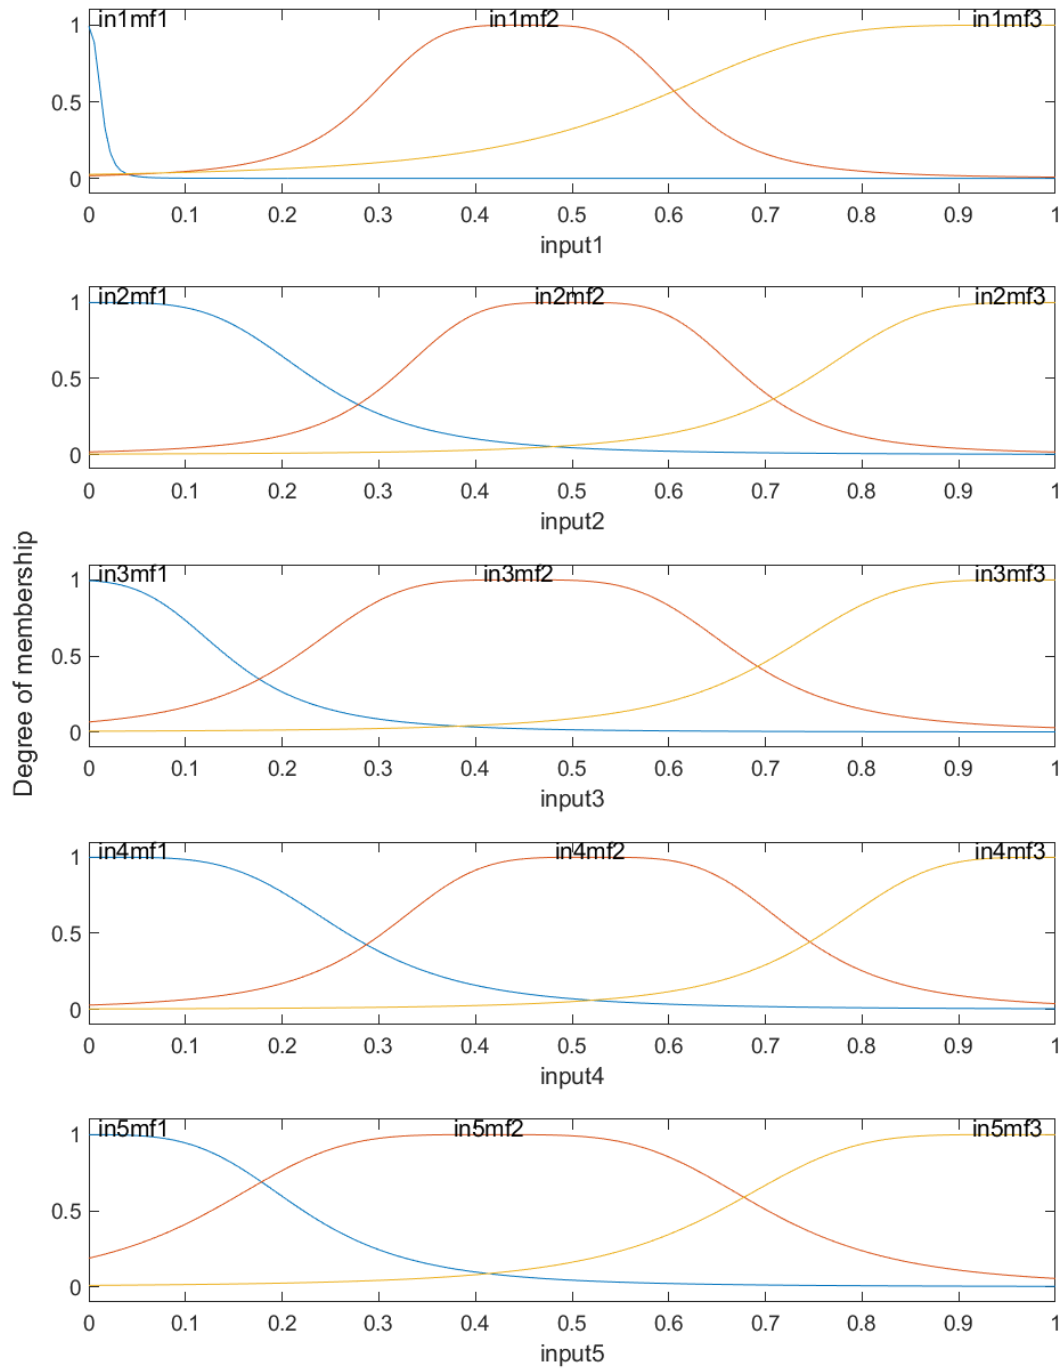 in1mf1 in1mf2 in1mf3
1
0.5
0
0 0.1 0.2 0.3 0.4 0.5 0.6 0.7 0.8 0.9 1
input1
in2mf1 in2mf2 in2mf3
1
0.5
0
0 0.1 0.2 0.3 0.4 0.5 0.6 0.7 0.8 0.9 1
input2
Degree of membership
in3mf1 in3mf2 in3mf3
1
0.5
0
0 0.1 0.2 0.3 0.4 0.5 0.6 0.7 0.8 0.9 1
input3
in4mf1 in4mf2 in4mf3
1
0.5
0
0 0.1 0.2 0.3 0.4 0.5 0.6 0.7 0.8 0.9 1
input4
in5mf1 in5mf2 in5mf3
1
0.5
0
0 0.1 0.2 0.3 0.4 0.5 0.6 0.7 0.8 0.9 1
input5